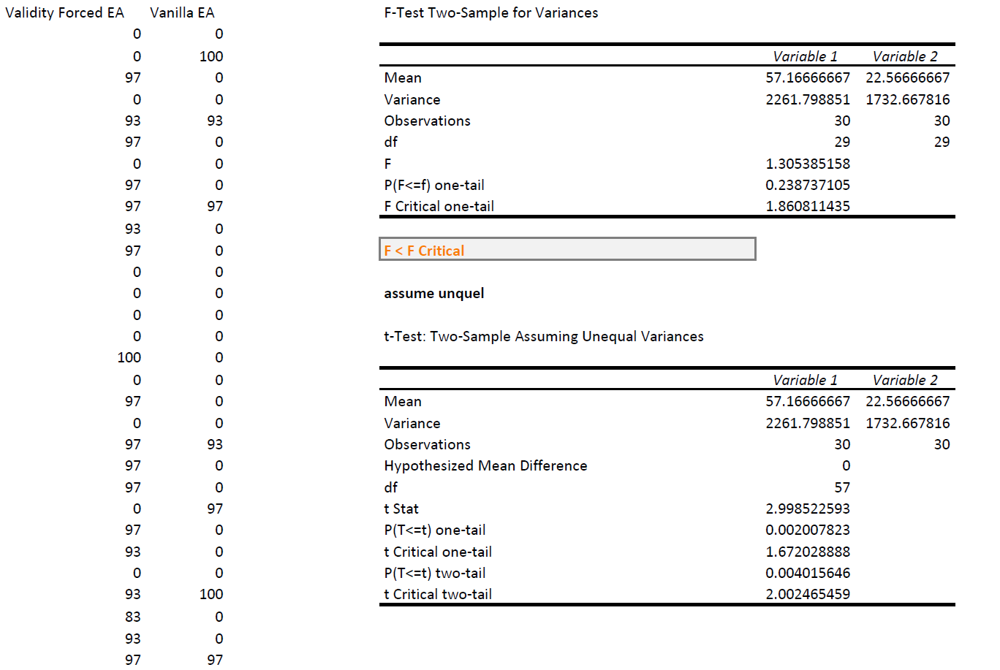 Validity Forced EA Vanilla EA F-Test Two-Sample for Variances
0 0
0 100 Variable 1 Variable 2
97 0 Mean 57.16666667 22.56666667
0 0 Variance 2261.798851 1732.667816
93 93 Observations 30 30
97 0 df 29 29
0 0 F 1.305385158
97 0 P(F<=f) one-tail 0.238737105
97 97 F Critical one-tail 1.860811435
93 0
97 0 F < F Critical
0 0
0 0 assume unquel
0 0
0 0 t-Test: Two-Sample Assuming Unequal Variances
100 0
0 0 Variable 1 Variable 2
97 0 Mean 57.16666667 22.56666667
0 0 Variance 2261.798851 1732.667816
97 93 Observations 30 30
97 0 Hypothesized Mean Difference 0
97 0 df 57
0 97 t Stat 2.998522593
97 0 P(T<=t) one-tail 0.002007823
93 0 t Critical one-tail 1.672028888
0 0 P(T<=t) two-tail 0.004015646
93 100 t Critical two-tail 2.002465459
83 0
93 0
97 97